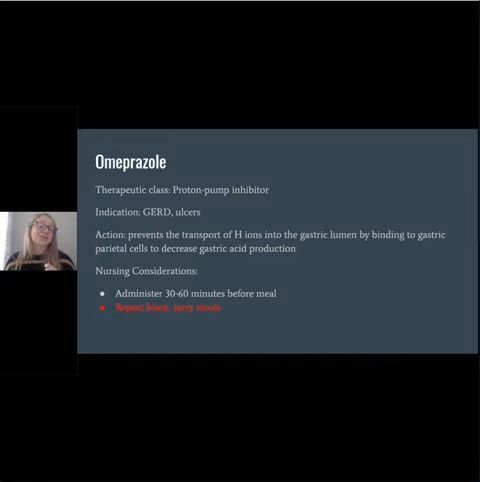 Omeprazole
Therapeutic class: Proton-pump inhibitor
Indication: GERD, ulcers
Action: prevents the transport of H ions into the gastric lumen by binding to gastric
parietal cells to decrease gastric acid production
Nursing Considerations:
● Administer 30-60 minutes before meal
● Report black, tarry stools